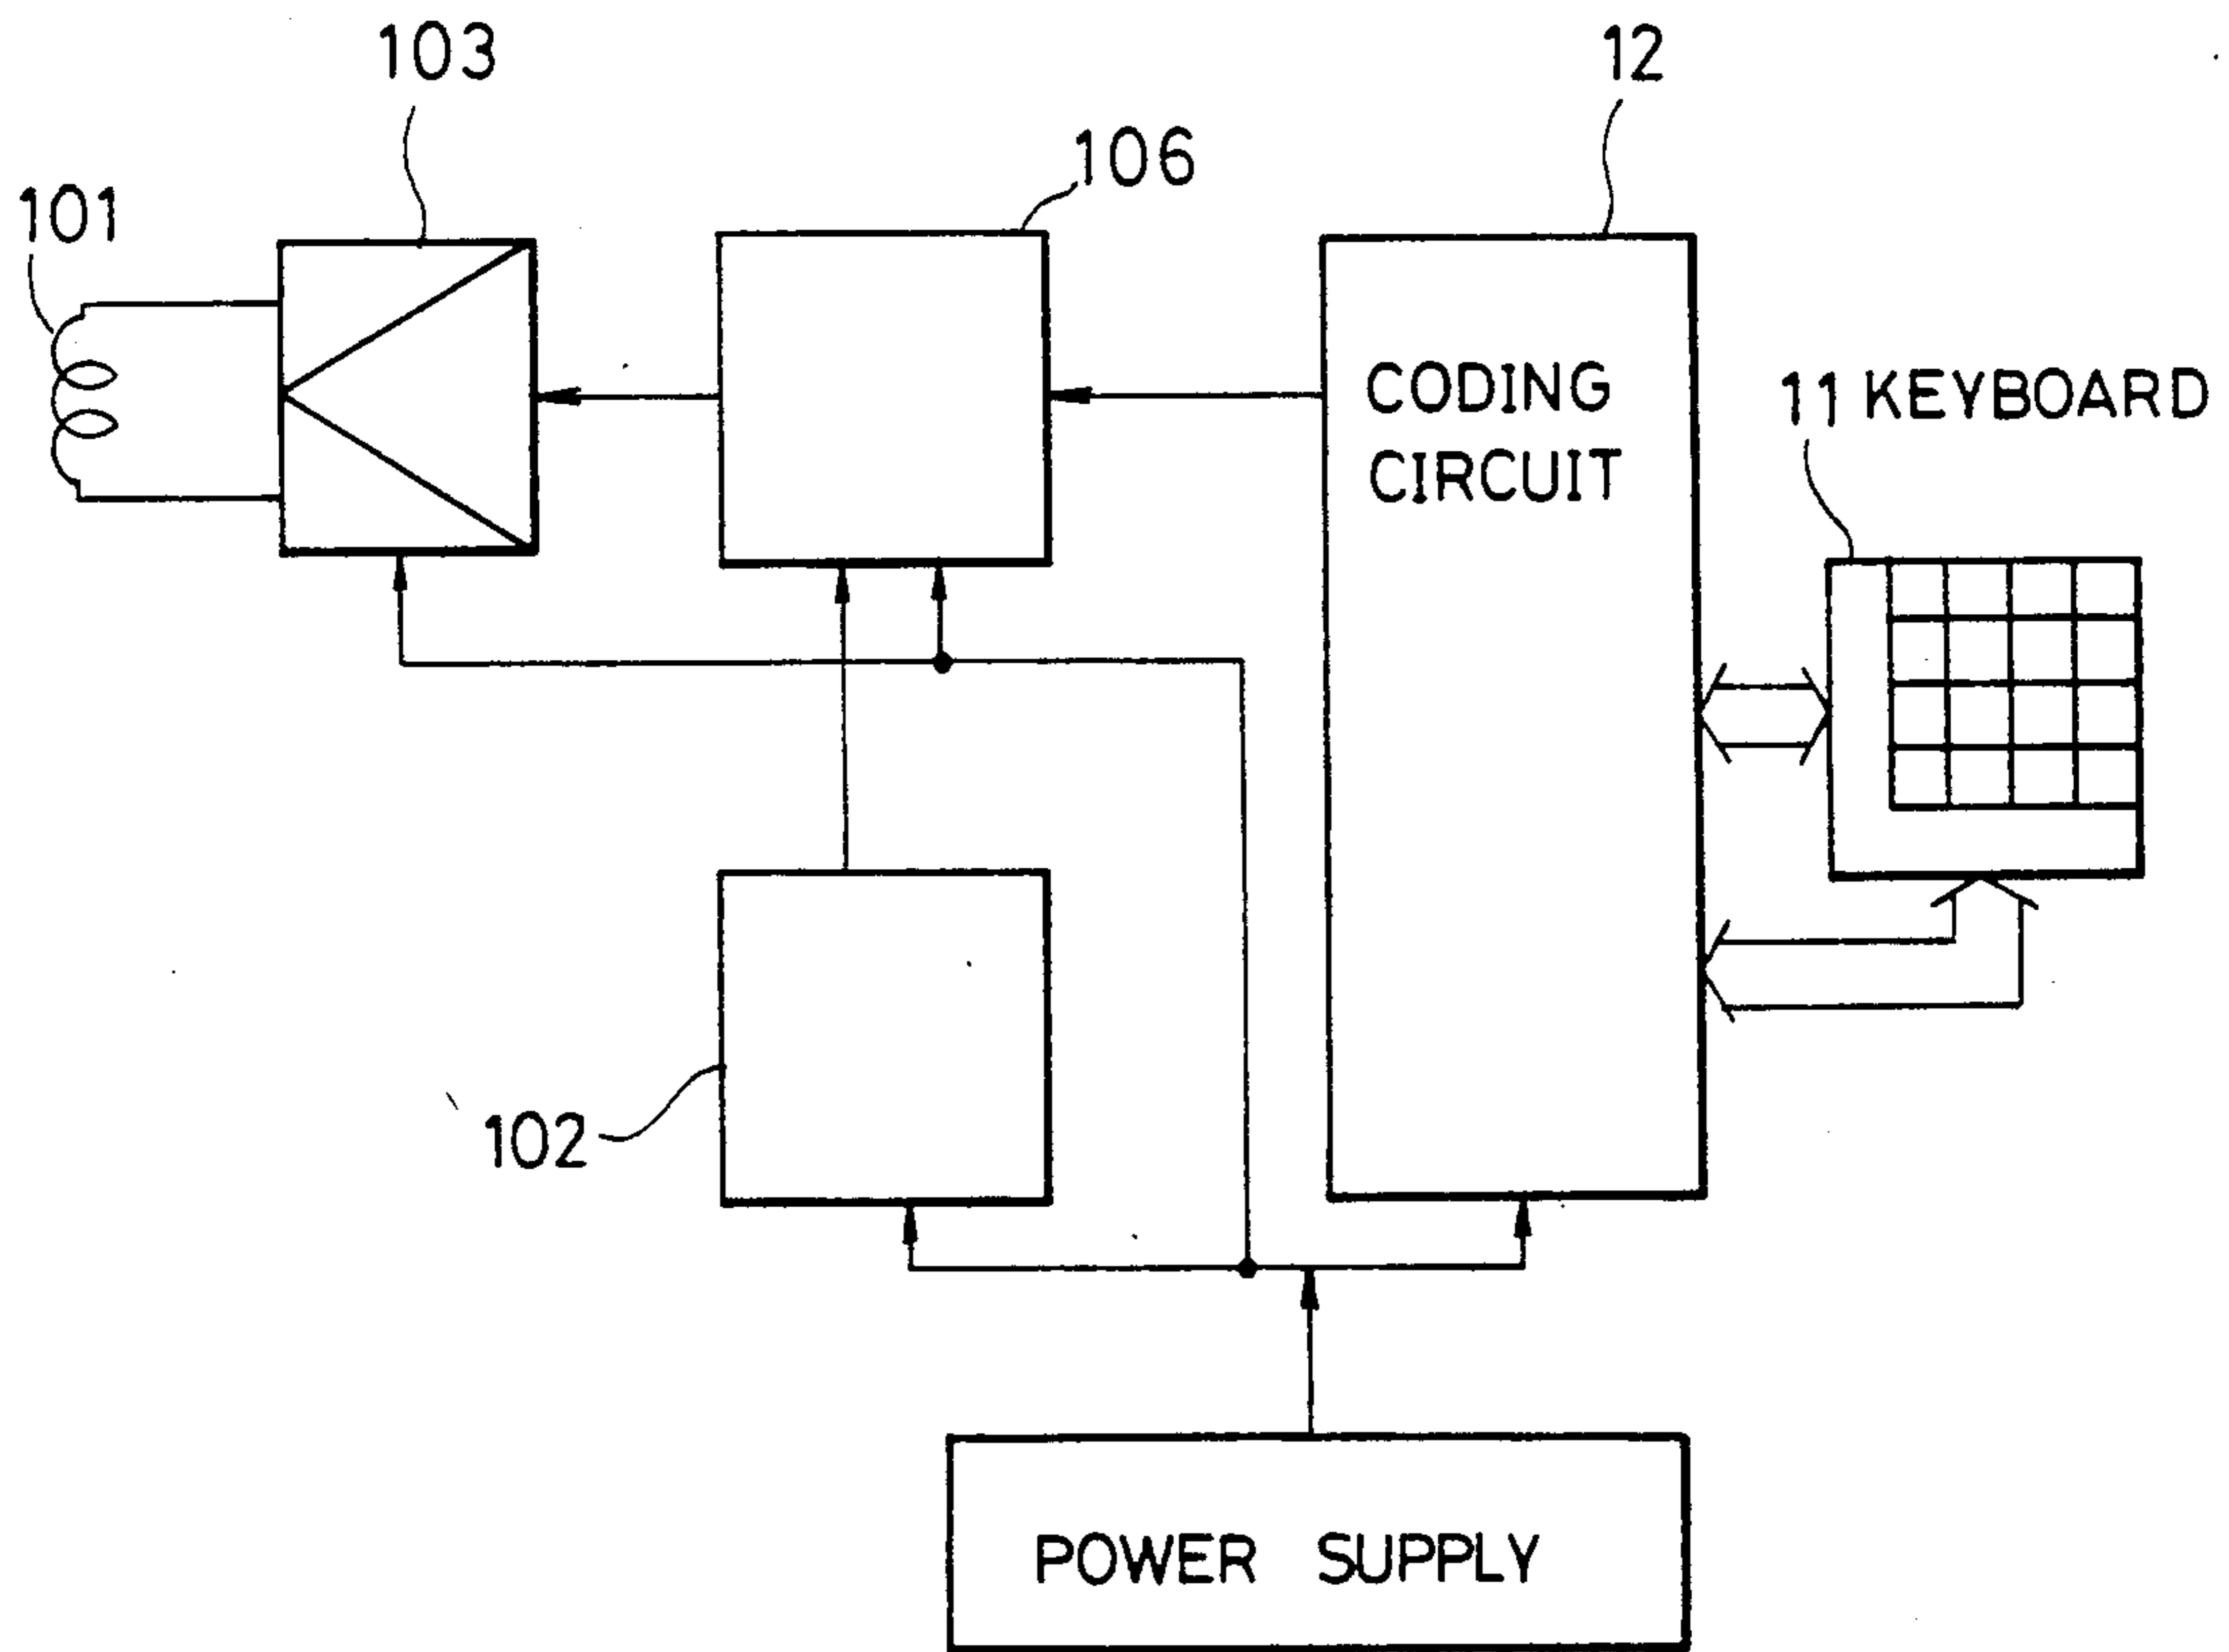 103
12
106
101
CODING
CIRCUIT
11 KEYBOARD
102
POWER SUPPLY